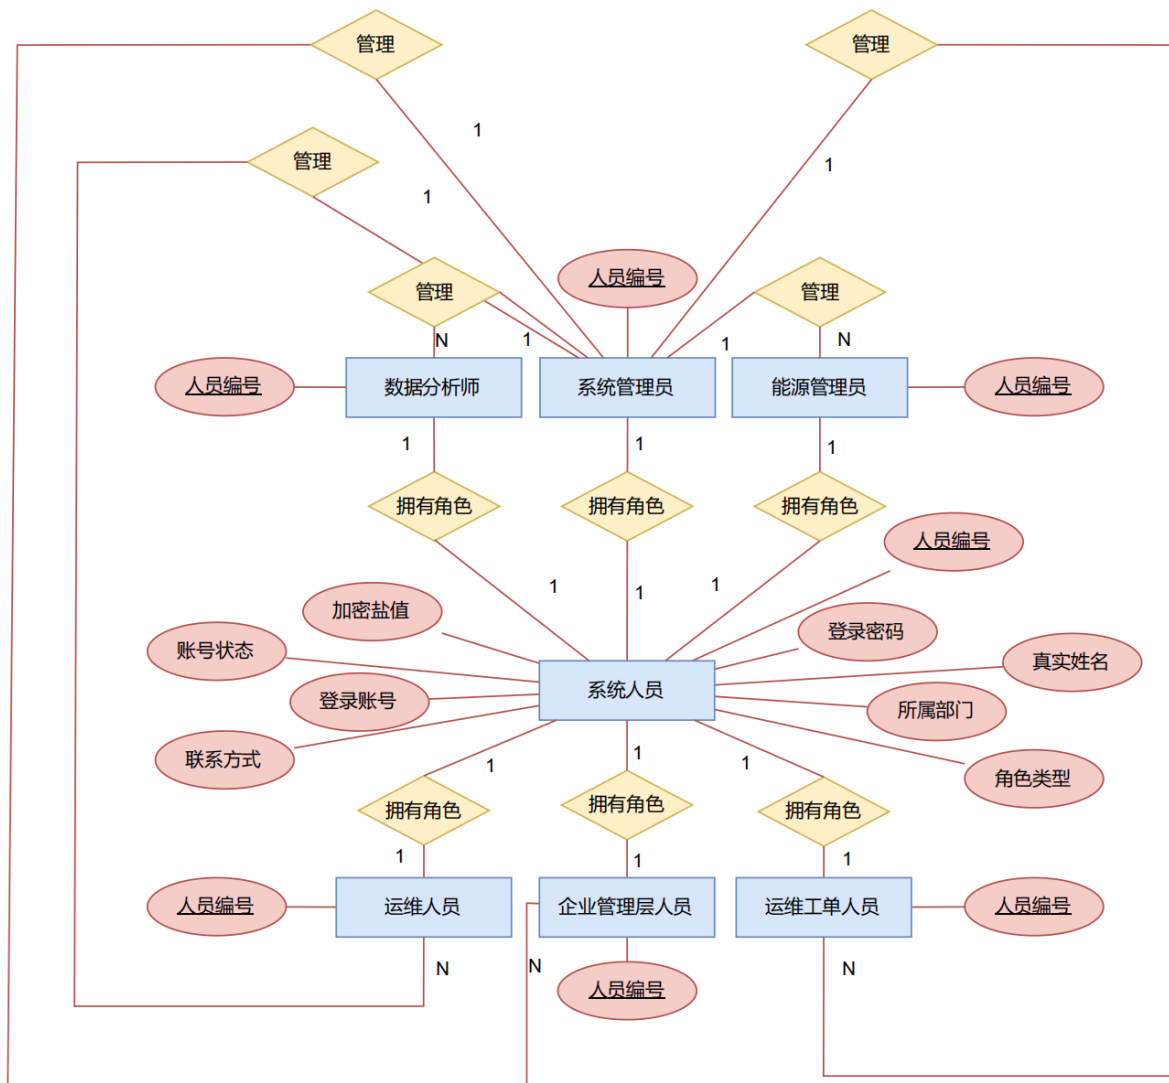 管理
管理
1
管理
1
1
人员编号
管理
管理
N
1
1
N
人员编号
数据分析师
系统管理员
能源管理员
人员编号
1
1
1
拥有角色
拥有角色
拥有角色
人员编号
1
1
1
加密盐值
登录密码
账号状态
真实姓名
系统人员
登录账号
所属部门
联系方式
角色类型
1
1
1
拥有角色
拥有角色
拥有角色
1
1
1
人员编号
运维人员
企业管理层人员
运维工单人员
人员编号
N
N
N
人员编号